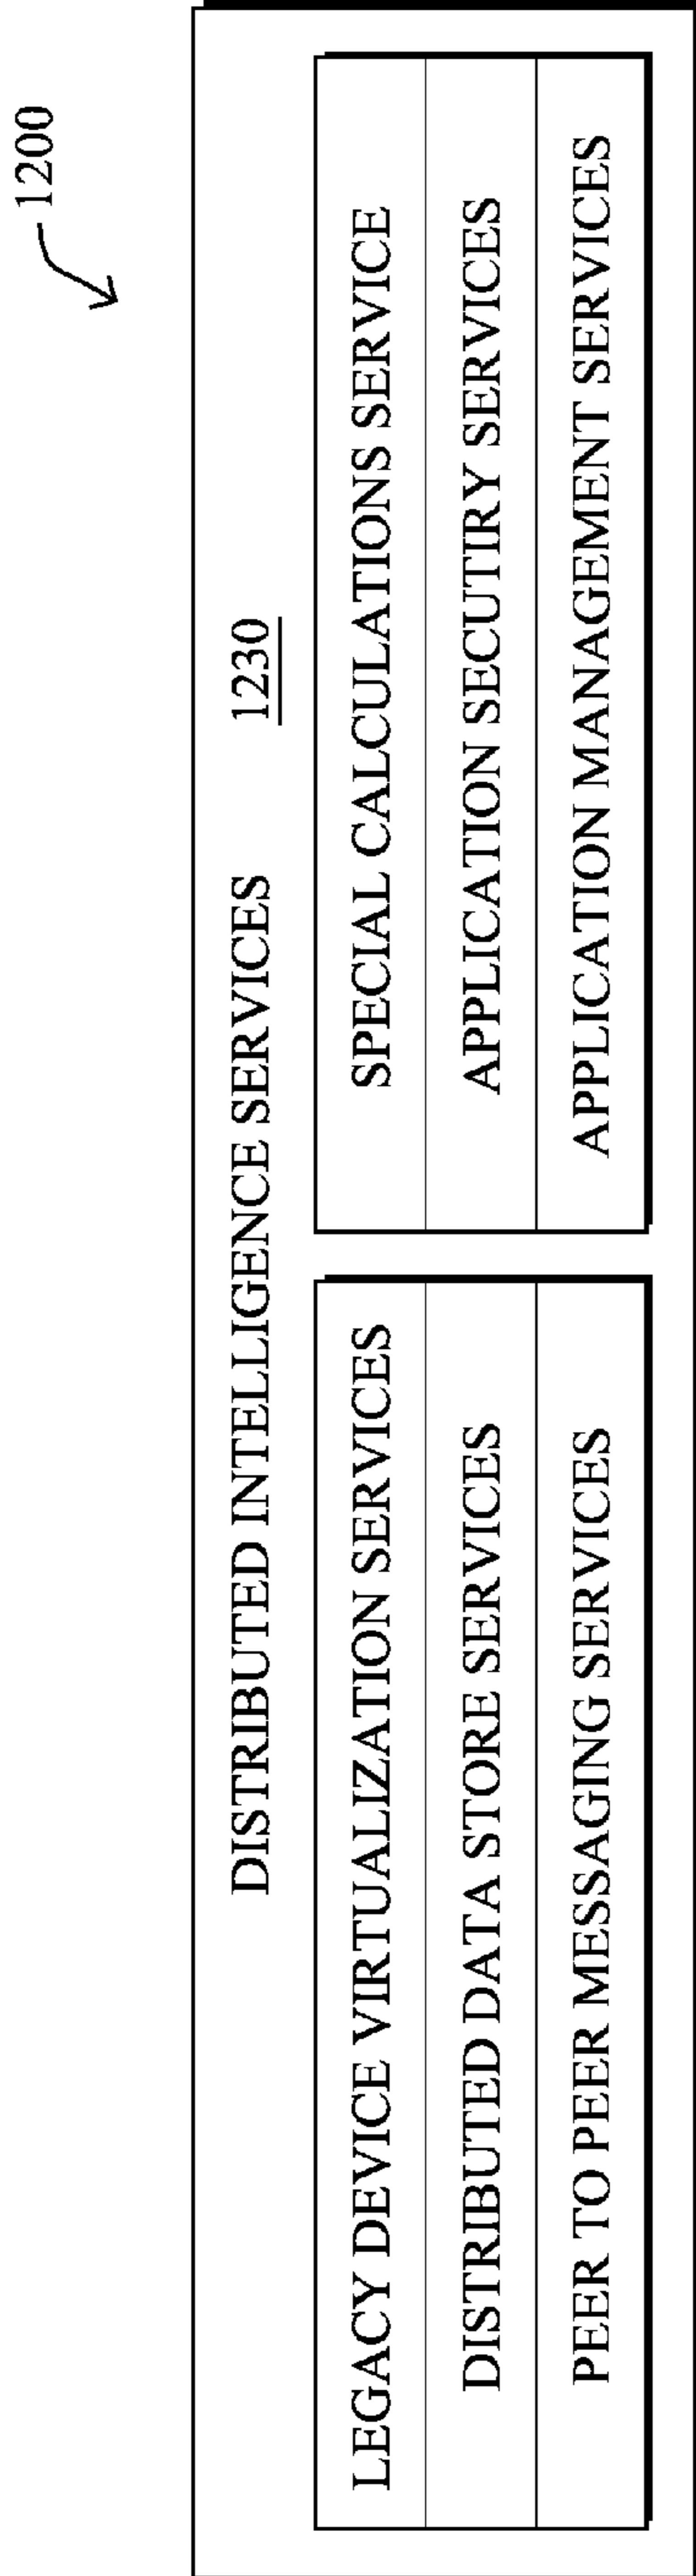 1200
DISTRIBUTED INTELLIGENCE SERVICES 1230
LEGACY DEVICE VIRTUALIZATION SERVICES
DISTRIBUTED DATA STORE SERVICES
PEER TO PEER MESSAGING SERVICES
SPECIAL CALCULATIONS SERVICE
APPLICATION SECUTIRY SERVICES
APPLICATION MANAGEMENT SERVICES